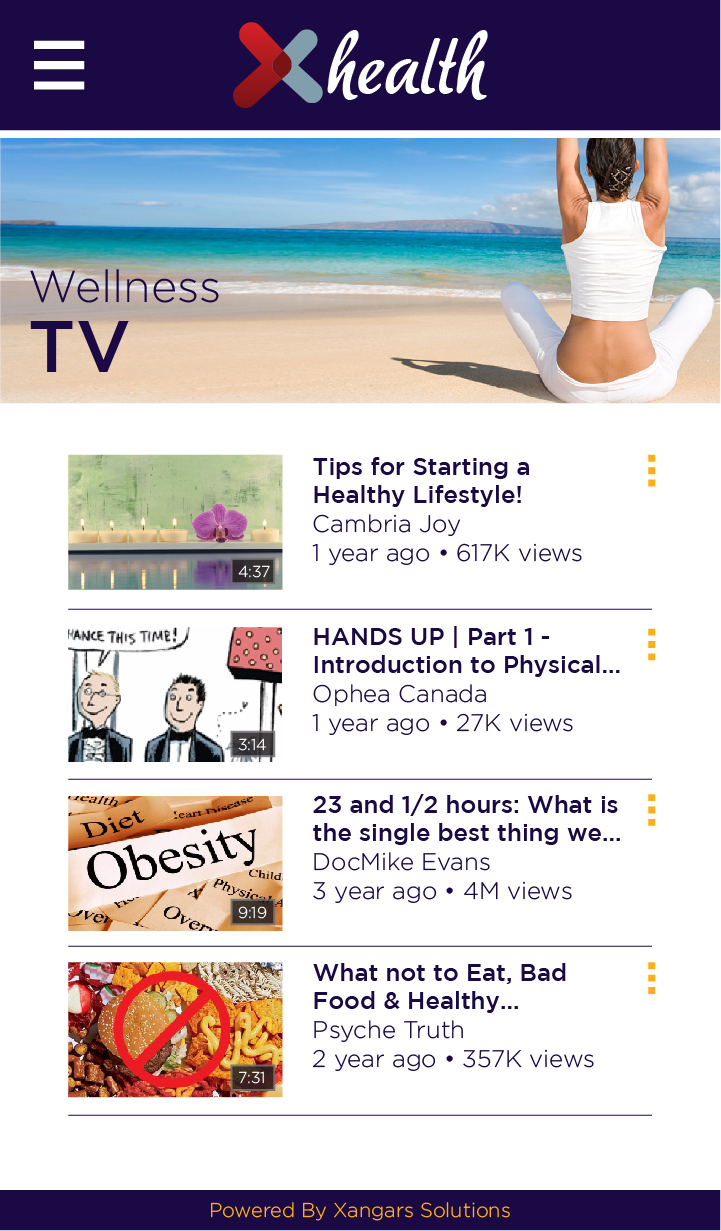 Xhealth
Wellness
TV
Tips for Starting a
Healthy Lifestyle!
Cambria Joy
1 year ago • 617K views
4:37
HANCE THIS TIME!
HANDS UP | Part 1 -
Introduction to Physical...
Ophea Canada
1 year ago • 27K views
3:14
ealth
Diet
eart Disease
Obesity
Child
Physical
Over
Over
23 and 1/2 hours: What is
the single best thing we...
DocMike Evans
3 year ago • 4M views
9:19
What not to Eat, Bad
Food & Healthy...
Psyche Truth
2 year ago • 357K views
7:31
Powered By Xangars Solutions